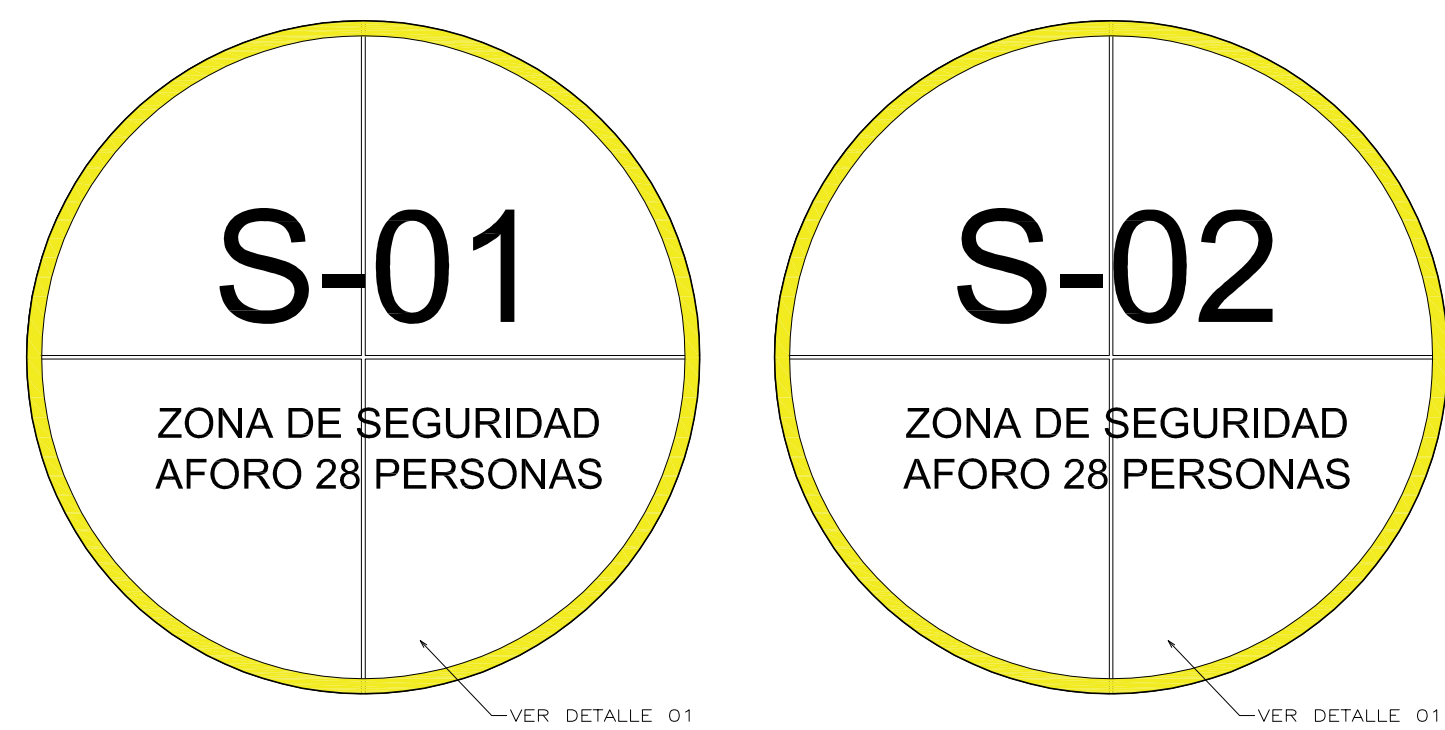 S-01
ZONA DE SEGURIDAD
AFORO 28 PERSONAS
VER DETALLE 01
S-02
ZONA DE SEGURIDAD
AFORO 28 PERSONAS
VER DETALLE 01